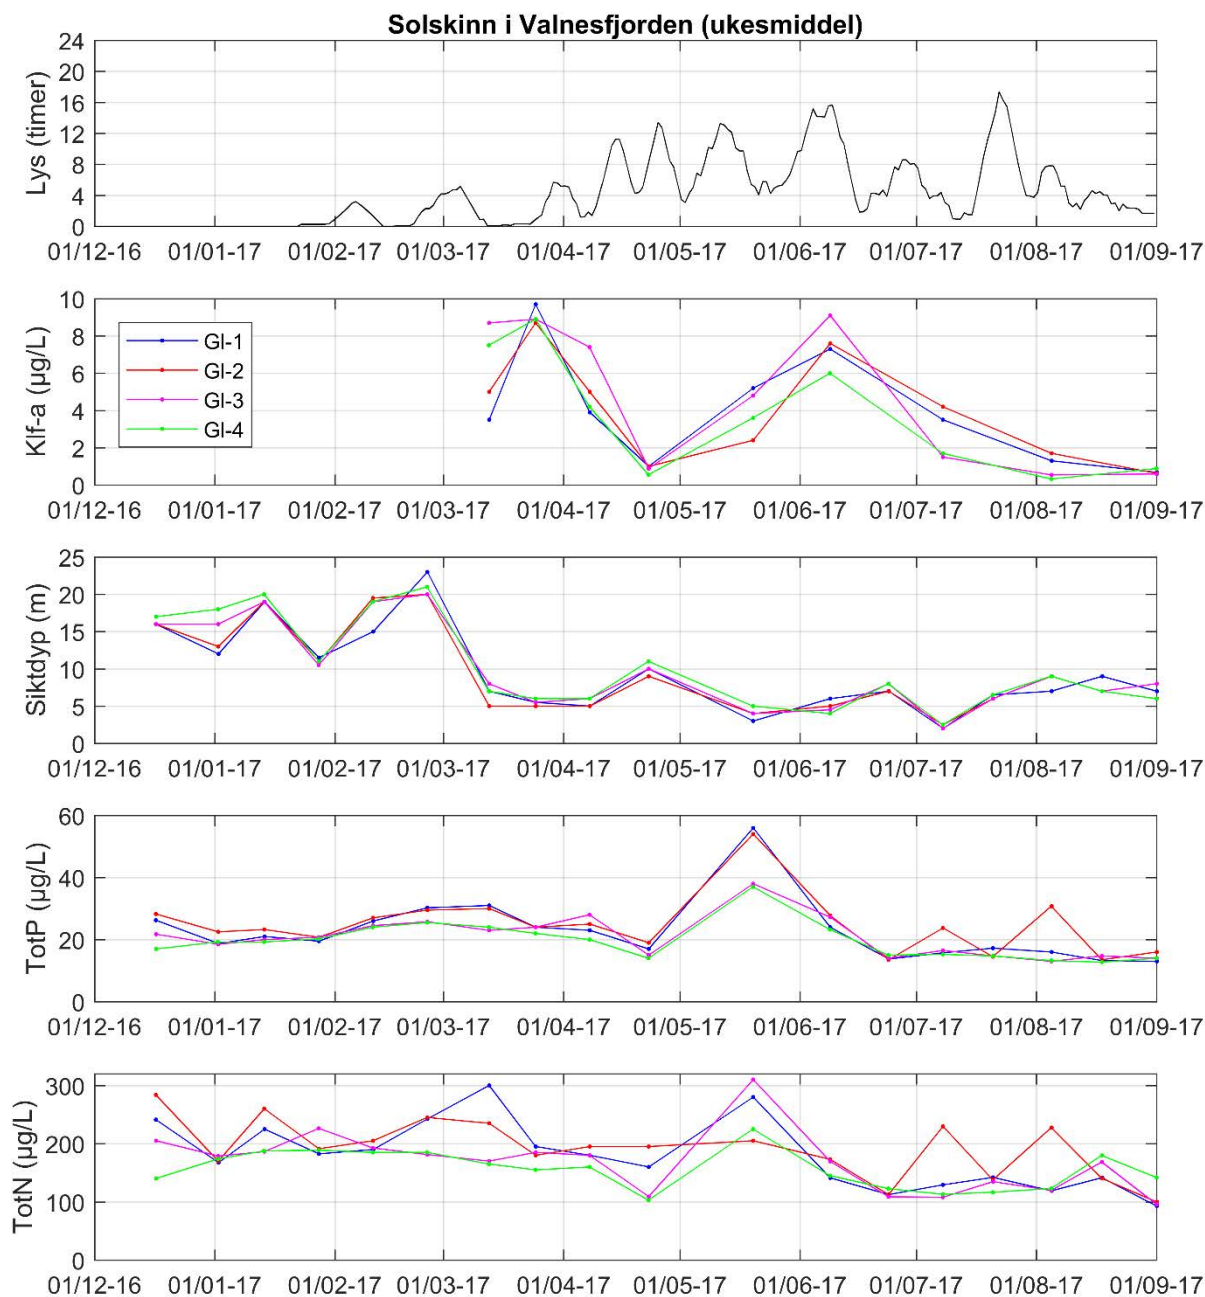 Solskinn i Valnesfjorden (ukesmiddel)
Lys (timer)
24
20
16
12
8
4
0
01/12-16 01/01-17 01/02-17 01/03-17 01/04-17 01/05-17 01/06-17 01/07-17 01/08-17 01/09-17
Klf-a (µg/L)
10
8
6
4
2
0
Gl-1
Gl-2
Gl-3
Gl-4
01/12-16 01/01-17 01/02-17 01/03-17 01/04-17 01/05-17 01/06-17 01/07-17 01/08-17 01/09-17
Siktdyp (m)
25
20
15
10
5
0
01/12-16 01/01-17 01/02-17 01/03-17 01/04-17 01/05-17 01/06-17 01/07-17 01/08-17 01/09-17
TotP (µg/L)
60
40
20
0
01/12-16 01/01-17 01/02-17 01/03-17 01/04-17 01/05-17 01/06-17 01/07-17 01/08-17 01/09-17
TotN (µg/L)
300
200
100
0
01/12-16 01/01-17 01/02-17 01/03-17 01/04-17 01/05-17 01/06-17 01/07-17 01/08-17 01/09-17